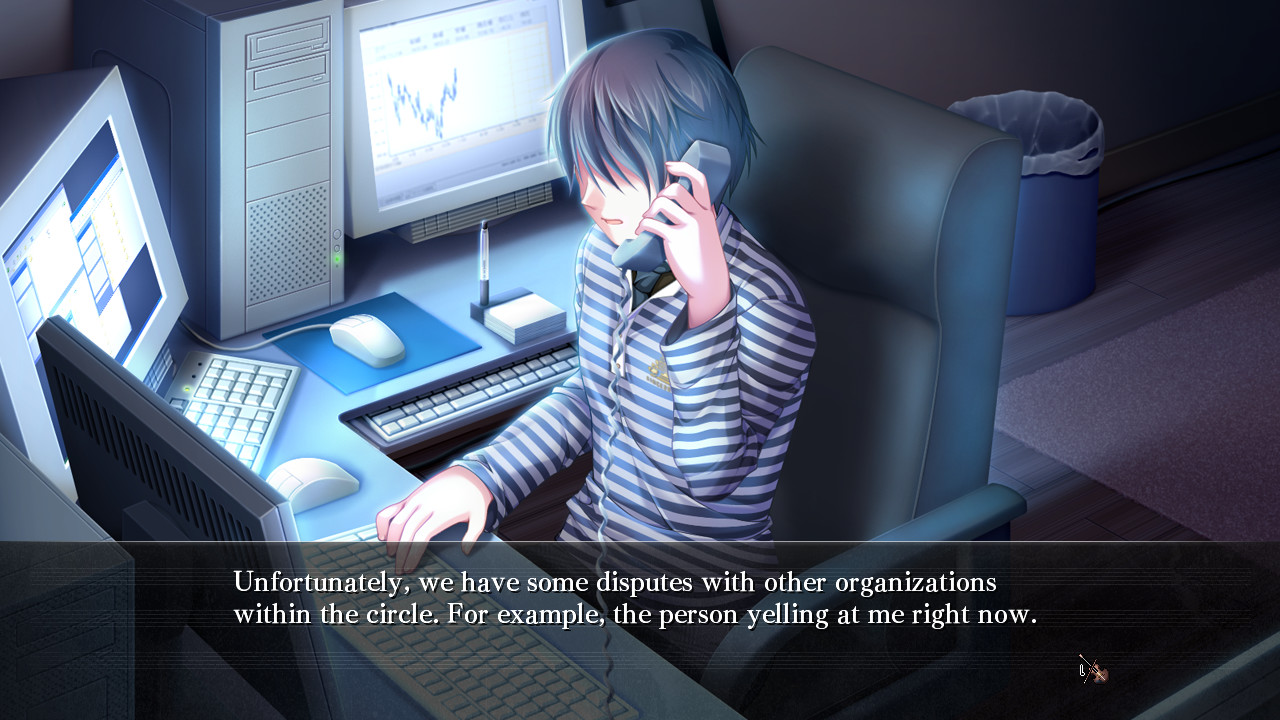 Unfortunately, we have some disputes with other organizations
within the circle. For example, the person yelling at me right now.